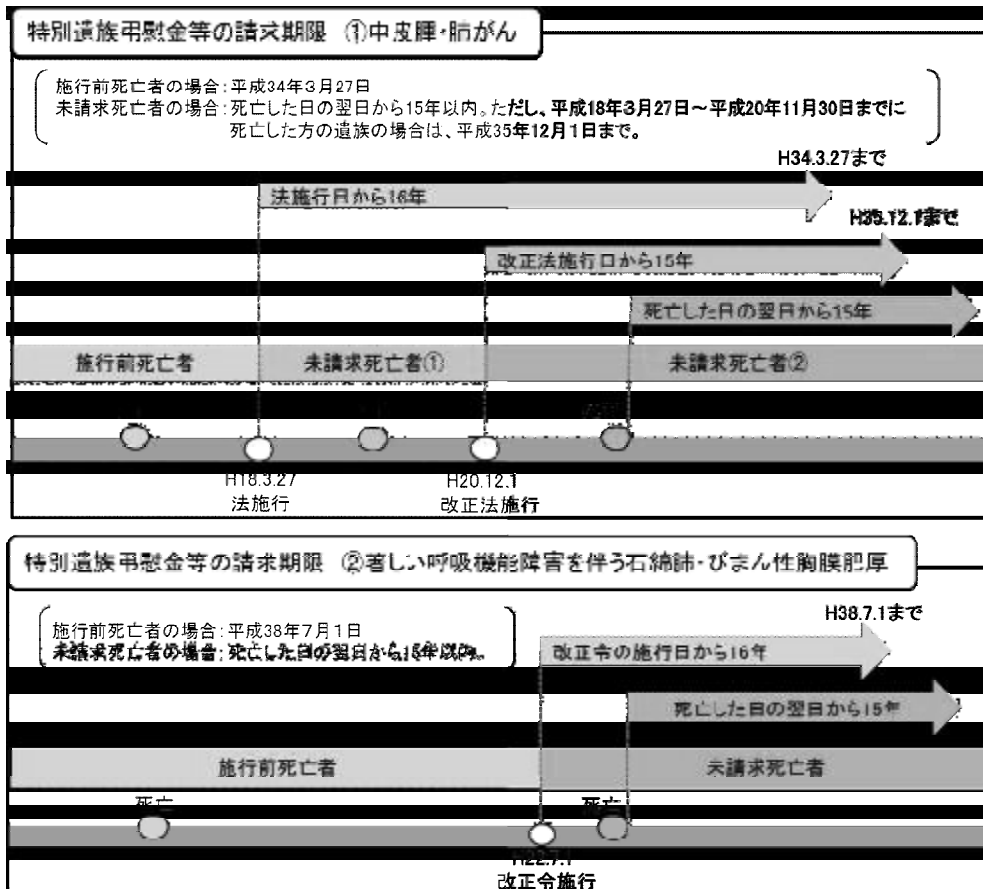 特別遺族弔慰金等の請求期限 ①中皮腫・肺がん
施行前死亡者の場合：平成34年3月27日
未請求死亡者の場合：死亡した日の翌日から15年以内。ただし、平成18年3月27日～平成20年11月30日までに
死亡した方の遺族の場合は、平成35年12月1日まで。
H34.3.27まで
法施行日から16年
H35.12.1まで
改正法施行日から15年
死亡した日の翌日から15年
施行前死亡者 未請求死亡者① 未請求死亡者②
H18.3.27 H20.12.1
法施行 改正法施行
特別遺族弔慰金等の請求期限 ②著しい呼吸機能障害を伴う石綿肺・びまん性胸膜肥厚
H38.7.1まで
施行前死亡者の場合：平成38年7月1日
未請求死亡者の場合：死亡した日の翌日から15年以内。
改正令の施行日から16年
死亡した日の翌日から15年
施行前死亡者 未請求死亡者
死亡 死亡
H22.7.1
改正令施行